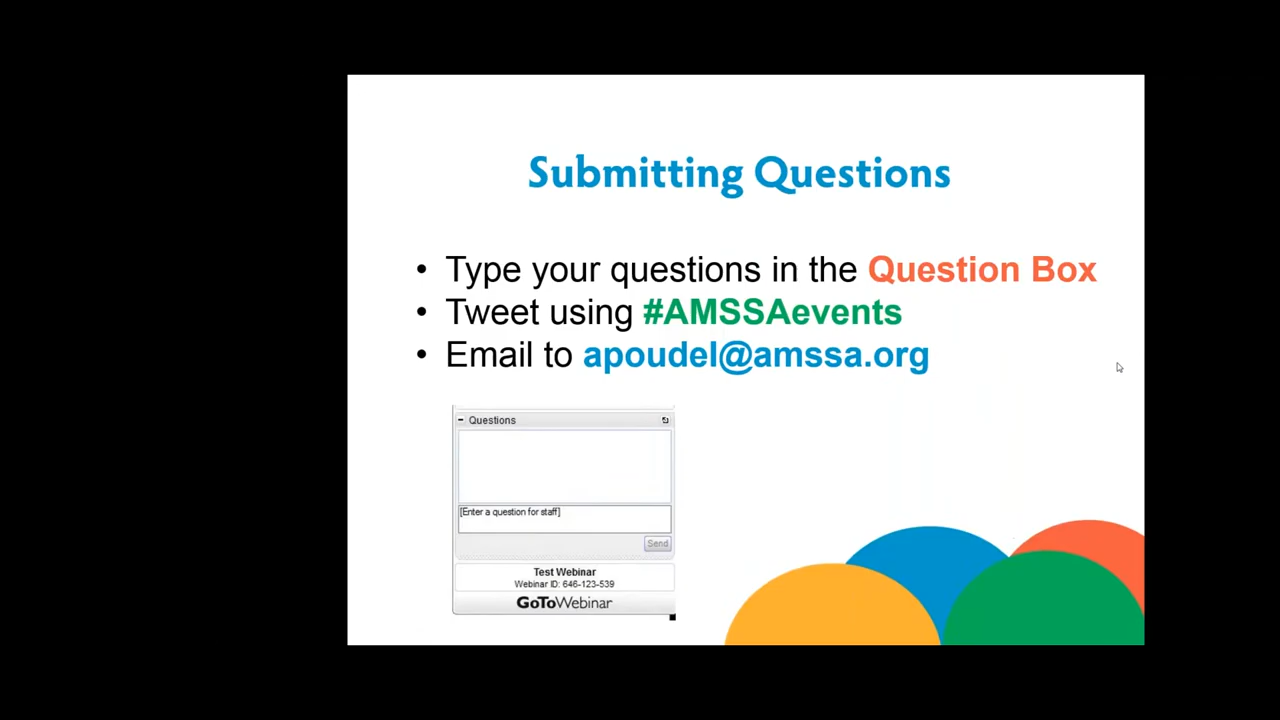 Submitting Questions
• Type your questions in the Question Box
• Tweet using #AMSSAevents
• Email to apoudel@amssa.org
Questions
[Enter a question for staff]
Send
Test Webinar
Webinar ID: 646-123-539
GoToWebinar